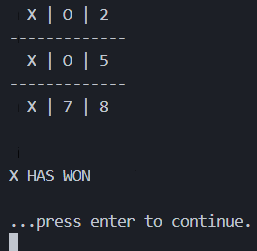 X | O | 2
-------------
X | O | 5
-------------
X | 7 | 8
X HAS WON
...press enter to continue.